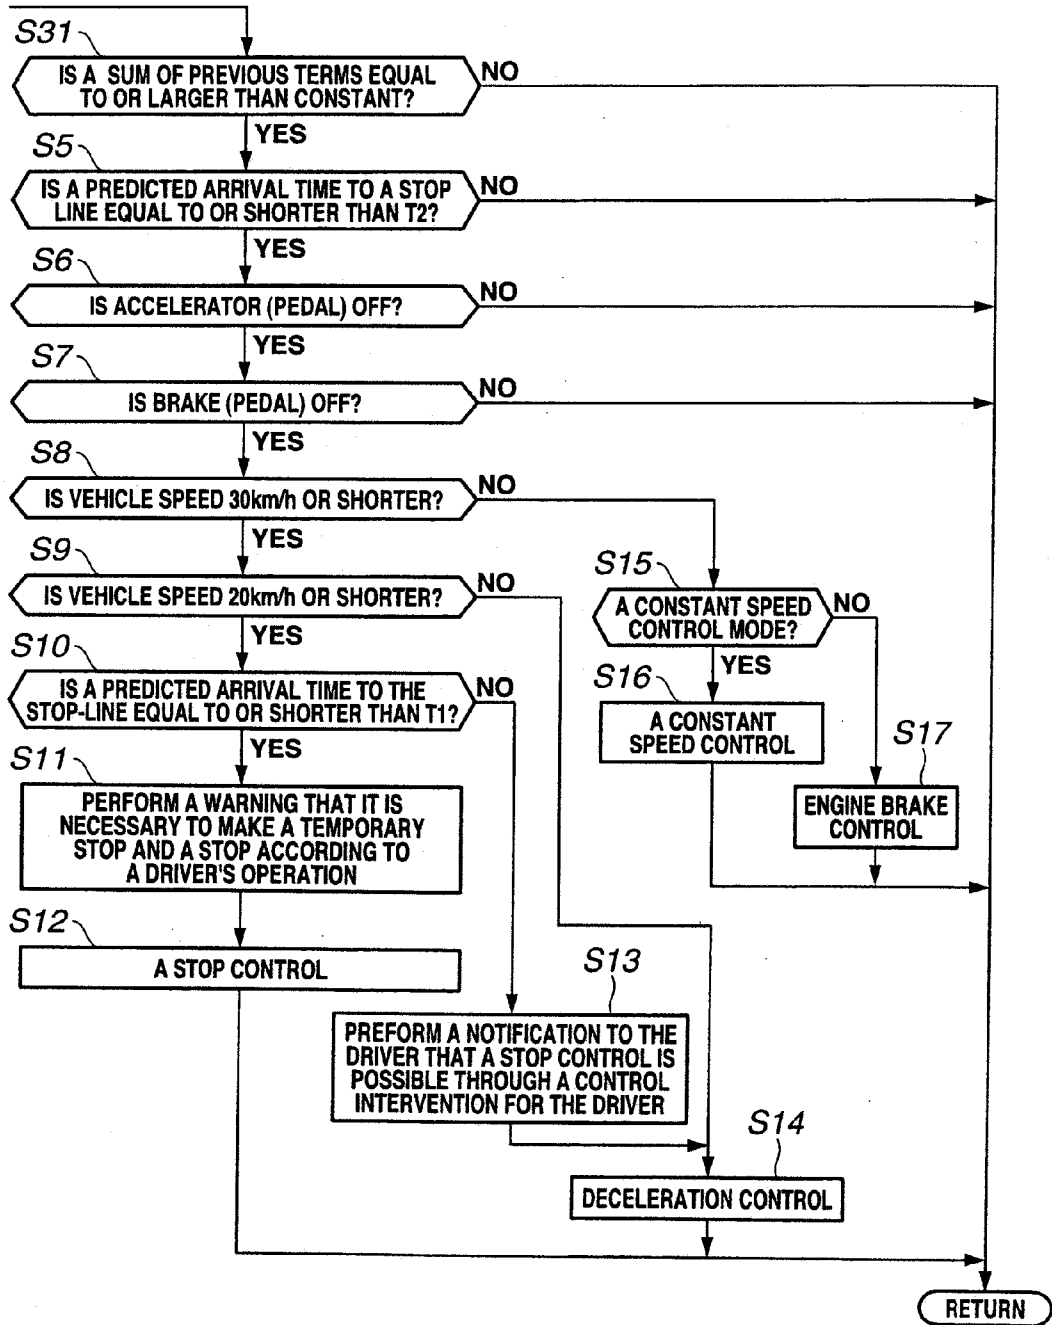 S31
IS A SUM OF PREVIOUS TERMS EQUAL
TO OR LARGER THAN CONSTANT?
NO
YES
S5
IS A PREDICTED ARRIVAL TIME TO A STOP
LINE EQUAL TO OR SHORTER THAN T2?
NO
YES
S6
IS ACCELERATOR (PEDAL) OFF?
NO
YES
S7
IS BRAKE (PEDAL) OFF?
NO
YES
S8
IS VEHICLE SPEED 30km/h OR SHORTER?
NO
YES
S9
IS VEHICLE SPEED 20km/h OR SHORTER?
NO
YES
S15
A CONSTANT SPEED
CONTROL MODE?
NO
YES
S10
IS A PREDICTED ARRIVAL TIME TO THE
STOP-LINE EQUAL TO OR SHORTER THAN T1?
NO
YES
S16
A CONSTANT
SPEED CONTROL
S17
ENGINE BRAKE
CONTROL
S11
PERFORM A WARNING THAT IT IS
NECESSARY TO MAKE A TEMPORARY
STOP AND A STOP ACCORDING TO
A DRIVER'S OPERATION
S12
A STOP CONTROL
S13
PREFORM A NOTIFICATION TO THE
DRIVER THAT A STOP CONTROL IS
POSSIBLE THROUGH A CONTROL
INTERVENTION FOR THE DRIVER
S14
DECELERATION CONTROL
RETURN